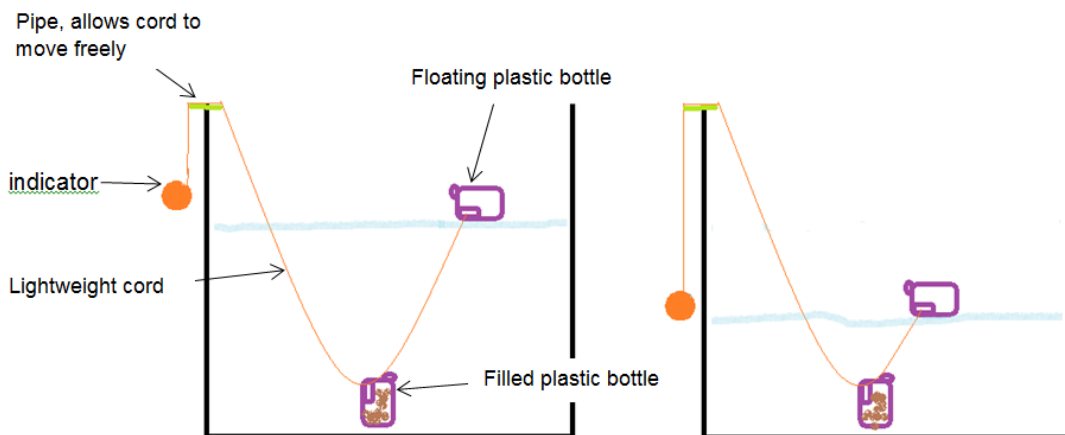 Pipe, allows cord to
move freely
Floating plastic bottle
indicator
Lightweight cord
Filled plastic bottle